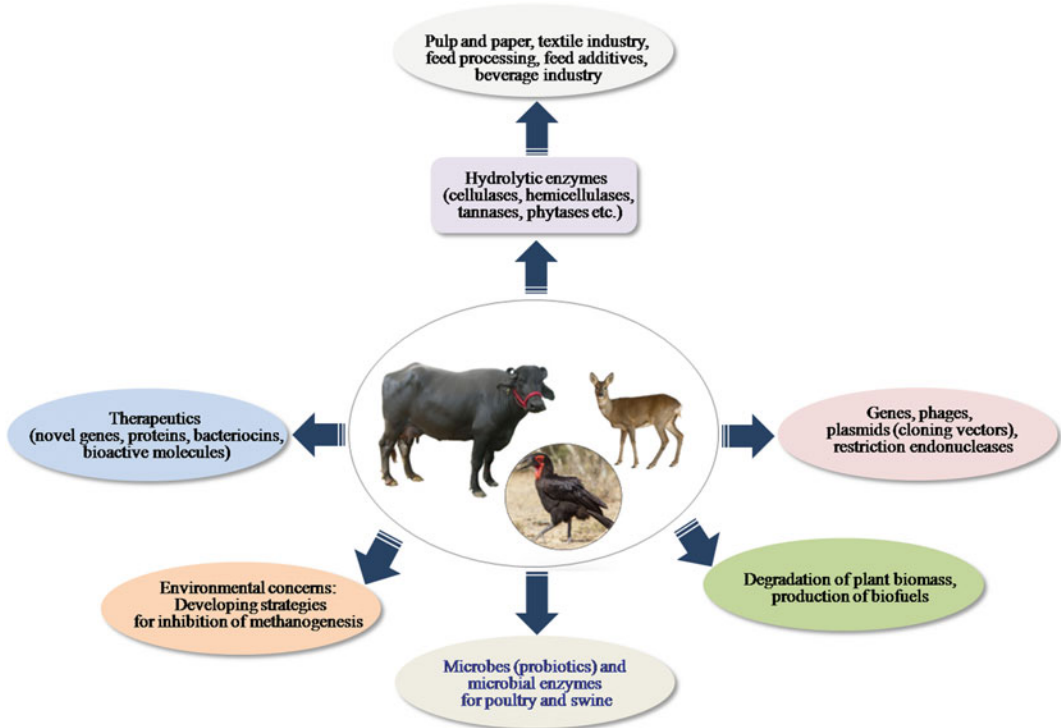 Pulp and paper, textile industry,
feed processing, feed additives,
beverage industry
Hydrolytic enzymes
(cellulases, hemicellulases,
tannases, phytases etc.)
Therapeutics
(novel genes, proteins, bacteriocins,
bioactive molecules)
Genes, phages,
plasmids (cloning vectors),
restriction endonucleases
Environmental concerns:
Developing strategies
for inhibition of methanogenesis
Degradation of plant biomass,
production of biofuels
Microbes (probiotics) and
microbial enzymes
for poultry and swine